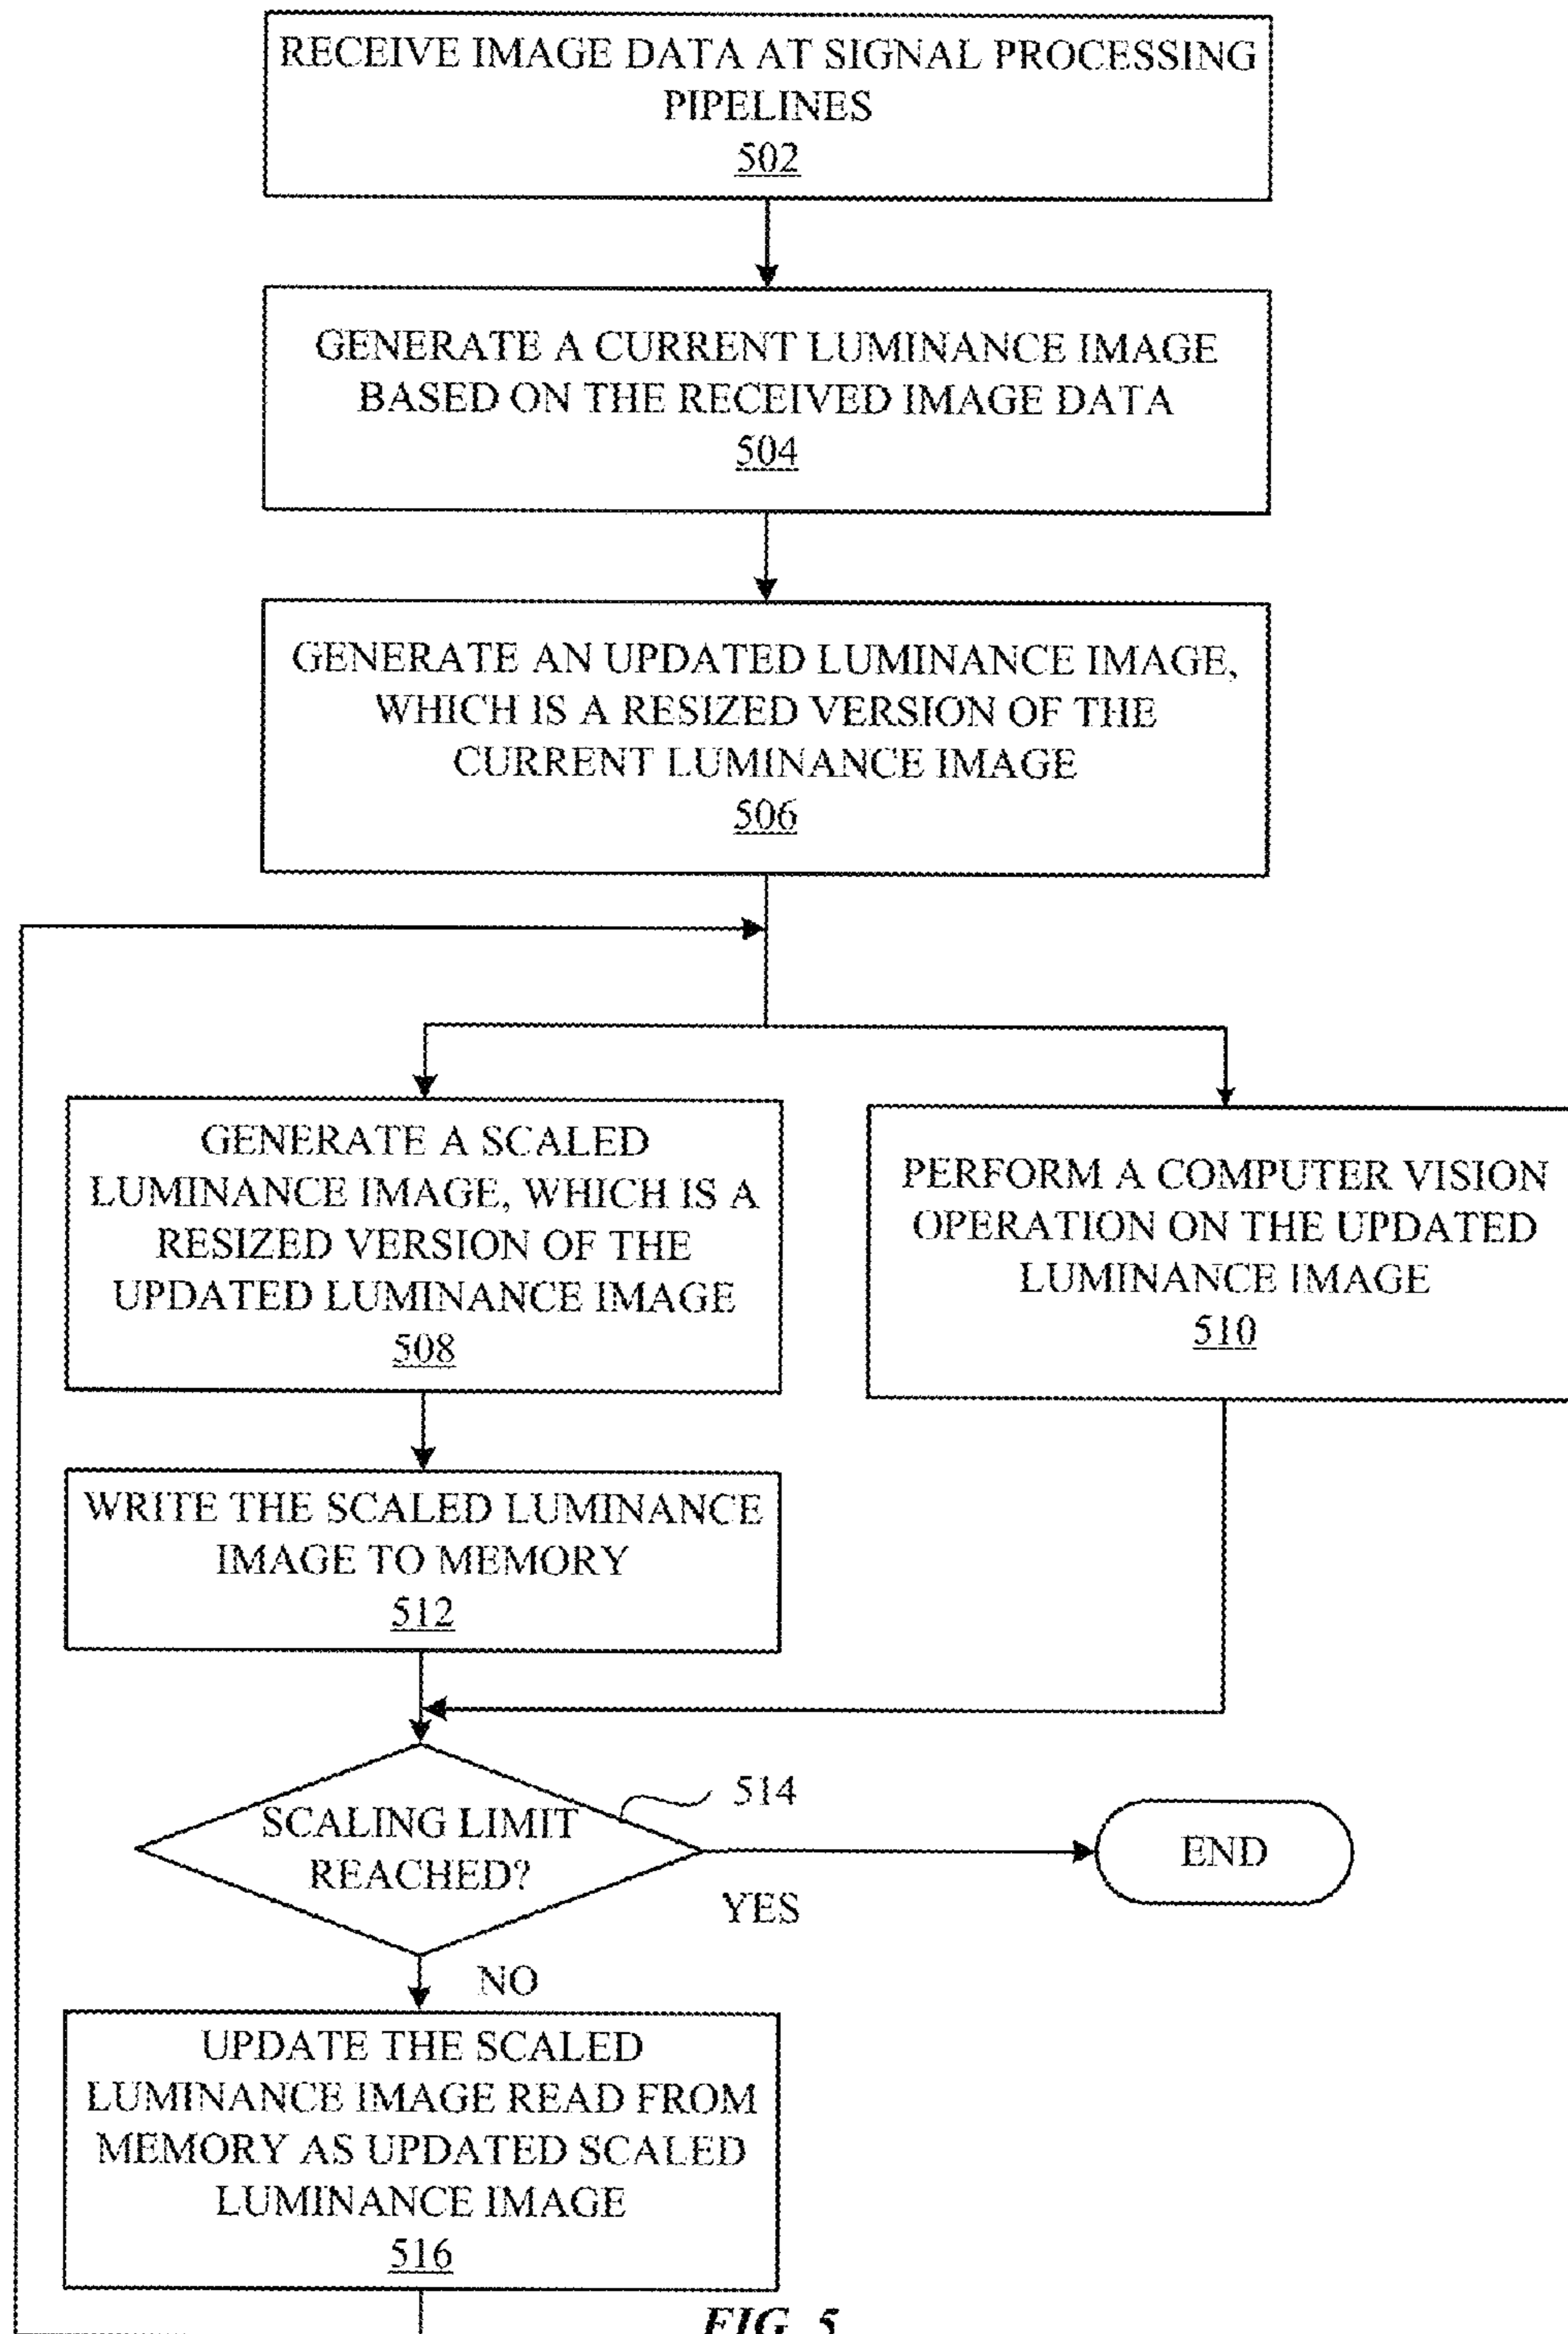 RECEIVE IMAGE DATA AT SIGNAL PROCESSING
PIPELINES
502
GENERATE A CURRENT LUMINANCE IMAGE
BASED ON THE RECEIVED IMAGE DATA
504
GENERATE AN UPDATED LUMINANCE IMAGE,
WHICH IS A RESIZED VERSION OF THE
CURRENT LUMINANCE IMAGE
506
GENERATE A SCALED
LUMINANCE IMAGE, WHICH IS A
RESIZED VERSION OF THE
UPDATED LUMINANCE IMAGE
508
PERFORM A COMPUTER VISION
OPERATION ON THE UPDATED
LUMINANCE IMAGE
510
WRITE THE SCALED LUMINANCE
IMAGE TO MEMORY
512
SCALING LIMIT
REACHED?
514
YES
END
NO
UPDATE THE SCALED
LUMINANCE IMAGE READ FROM
MEMORY AS UPDATED SCALED
LUMINANCE IMAGE
516
FIG. 5